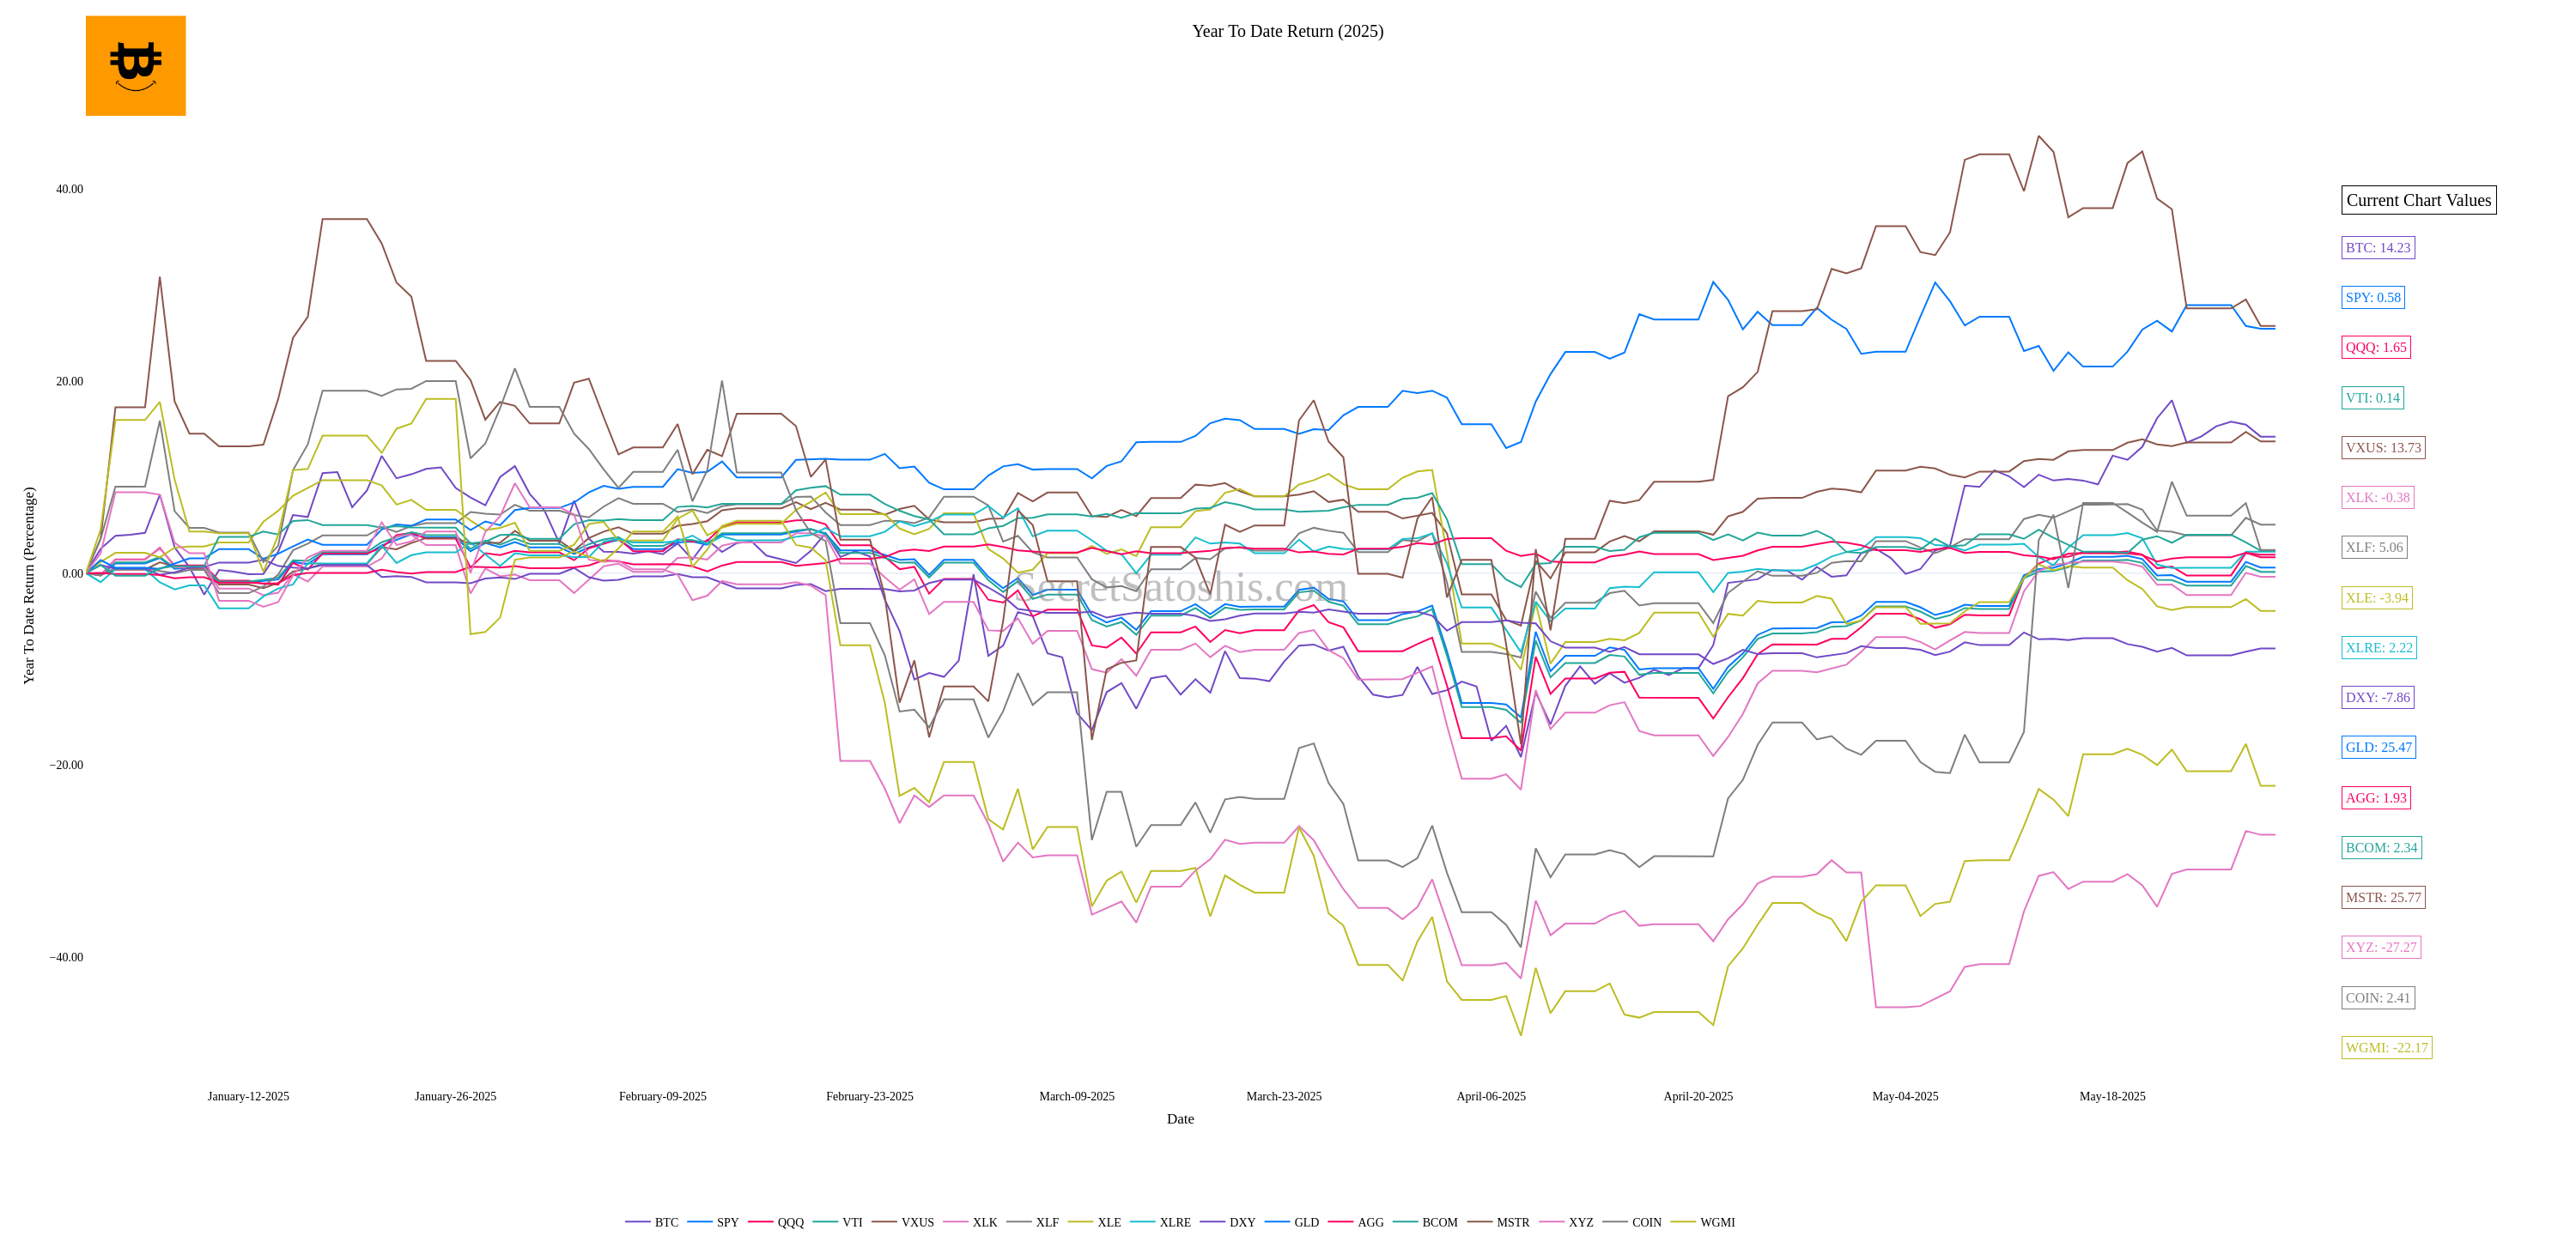 Year To Date Return (2025)
Year To Date Return (Percentage)
40.00
20.00
0.00
−20.00
−40.00
SecretSatoshis.com
Current Chart Values
BTC: 14.23
SPY: 0.58
QQQ: 1.65
VTI: 0.14
VXUS: 13.73
XLK: -0.38
XLF: 5.06
XLE: -3.94
XLRE: 2.22
DXY: -7.86
GLD: 25.47
AGG: 1.93
BCOM: 2.34
MSTR: 25.77
XYZ: -27.27
COIN: 2.41
WGMI: -22.17
January-12-2025 January-26-2025 February-09-2025 February-23-2025 March-09-2025 March-23-2025 April-06-2025 April-20-2025 May-04-2025 May-18-2025
Date
BTC SPY QQQ VTI VXUS XLK XLF XLE XLRE DXY GLD AGG BCOM MSTR XYZ COIN WGMI